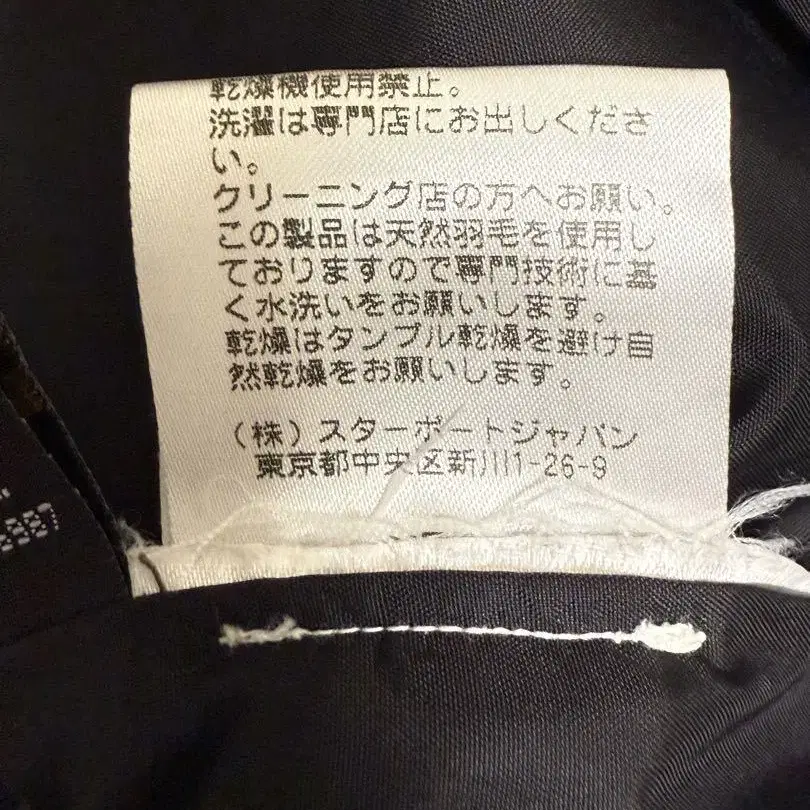 乾燥機使用禁止。
洗濯は専門店にお出しくださ
い。
クリーニング店の方へお願い。
この製品は天然羽毛を使用し
ておりますので専門技術に基
く水洗いをお願いします。
乾燥はタンブル乾燥を避け自
然乾燥をお願いします。
（株）スターポートジャパン
東京都中央区新川1-26-9